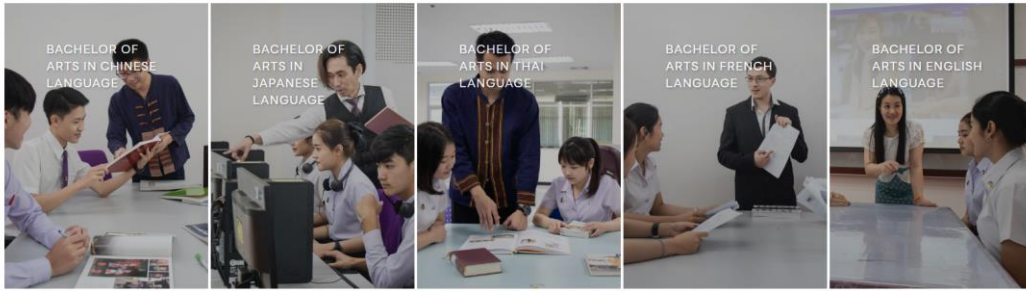 BACHELOR OF
ARTS IN CHINESE
LANGUAGE
BACHELOR OF
ARTS IN
JAPANESE
LANGUAGE
BACHELOR OF
ARTS IN THAI
LANGUAGE
BACHELOR OF
ARTS IN FRENCH
LANGUAGE
BACHELOR OF
ARTS IN ENGLISH
LANGUAGE